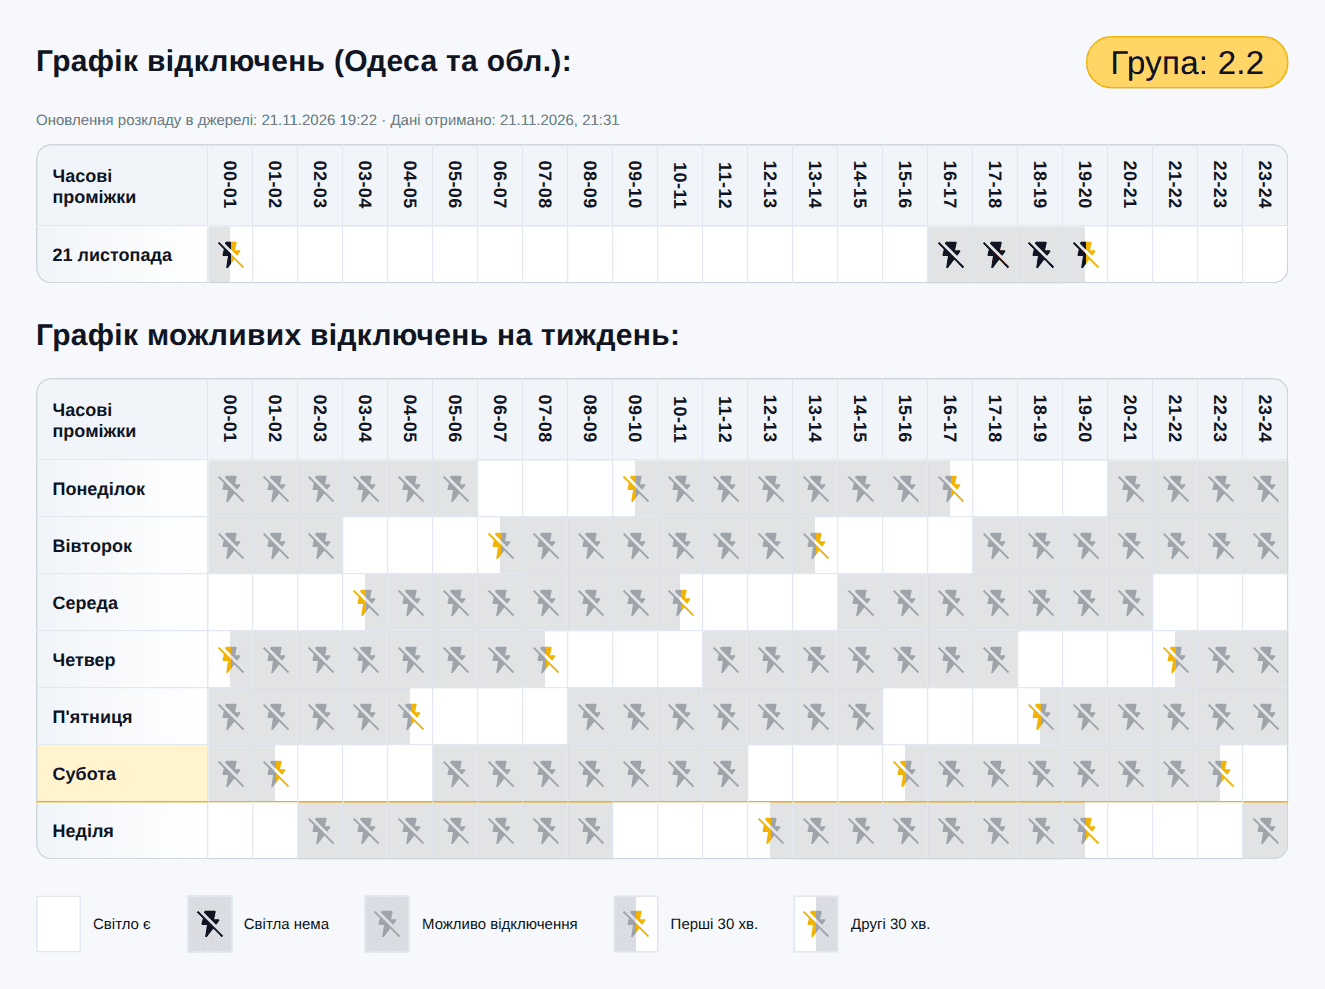 Графік відключень (Одеса та обл.):
Група: 2.2
Оновлення розкладу в джерелі: 21.11.2026 19:22 · Дані отримано: 21.11.2026, 21:31
Часові
проміжки
00-01 01-02 02-03 03-04 04-05 05-06 06-07 07-08 08-09 09-10 10-11 11-12 12-13 13-14 14-15 15-16 16-17 17-18 18-19 19-20 20-21 21-22 22-23 23-24
21 листопада
Графік можливих відключень на тиждень:
Часові
проміжки
00-01 01-02 02-03 03-04 04-05 05-06 06-07 07-08 08-09 09-10 10-11 11-12 12-13 13-14 14-15 15-16 16-17 17-18 18-19 19-20 20-21 21-22 22-23 23-24
Понеділок
Вівторок
Середа
Четвер
П'ятниця
Субота
Неділя
Світло є
Світла нема
Можливо відключення
Перші 30 хв.
Другі 30 хв.